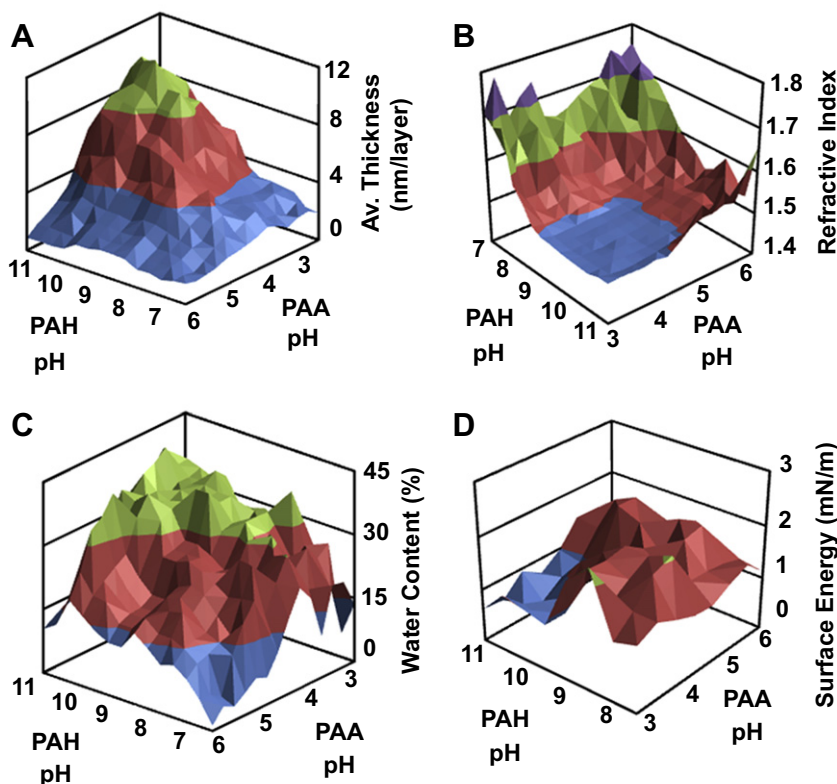 A
12
8
4
0
Av. Thickness
(nm/layer)
11
10
9
8
7
6
5
4
3
PAH
pH
PAA
pH
B
1.8
1.7
1.6
1.5
1.4
Refractive Index
7
8
9
10
11
3
4
5
6
PAH
pH
PAA
pH
C
45
30
15
0
Water Content (%)
11
10
9
8
7
6
5
4
3
PAH
pH
PAA
pH
D
3
2
1
0
Surface Energy (mN/m)
11
10
9
8
3
4
5
6
PAH
pH
PAA
pH